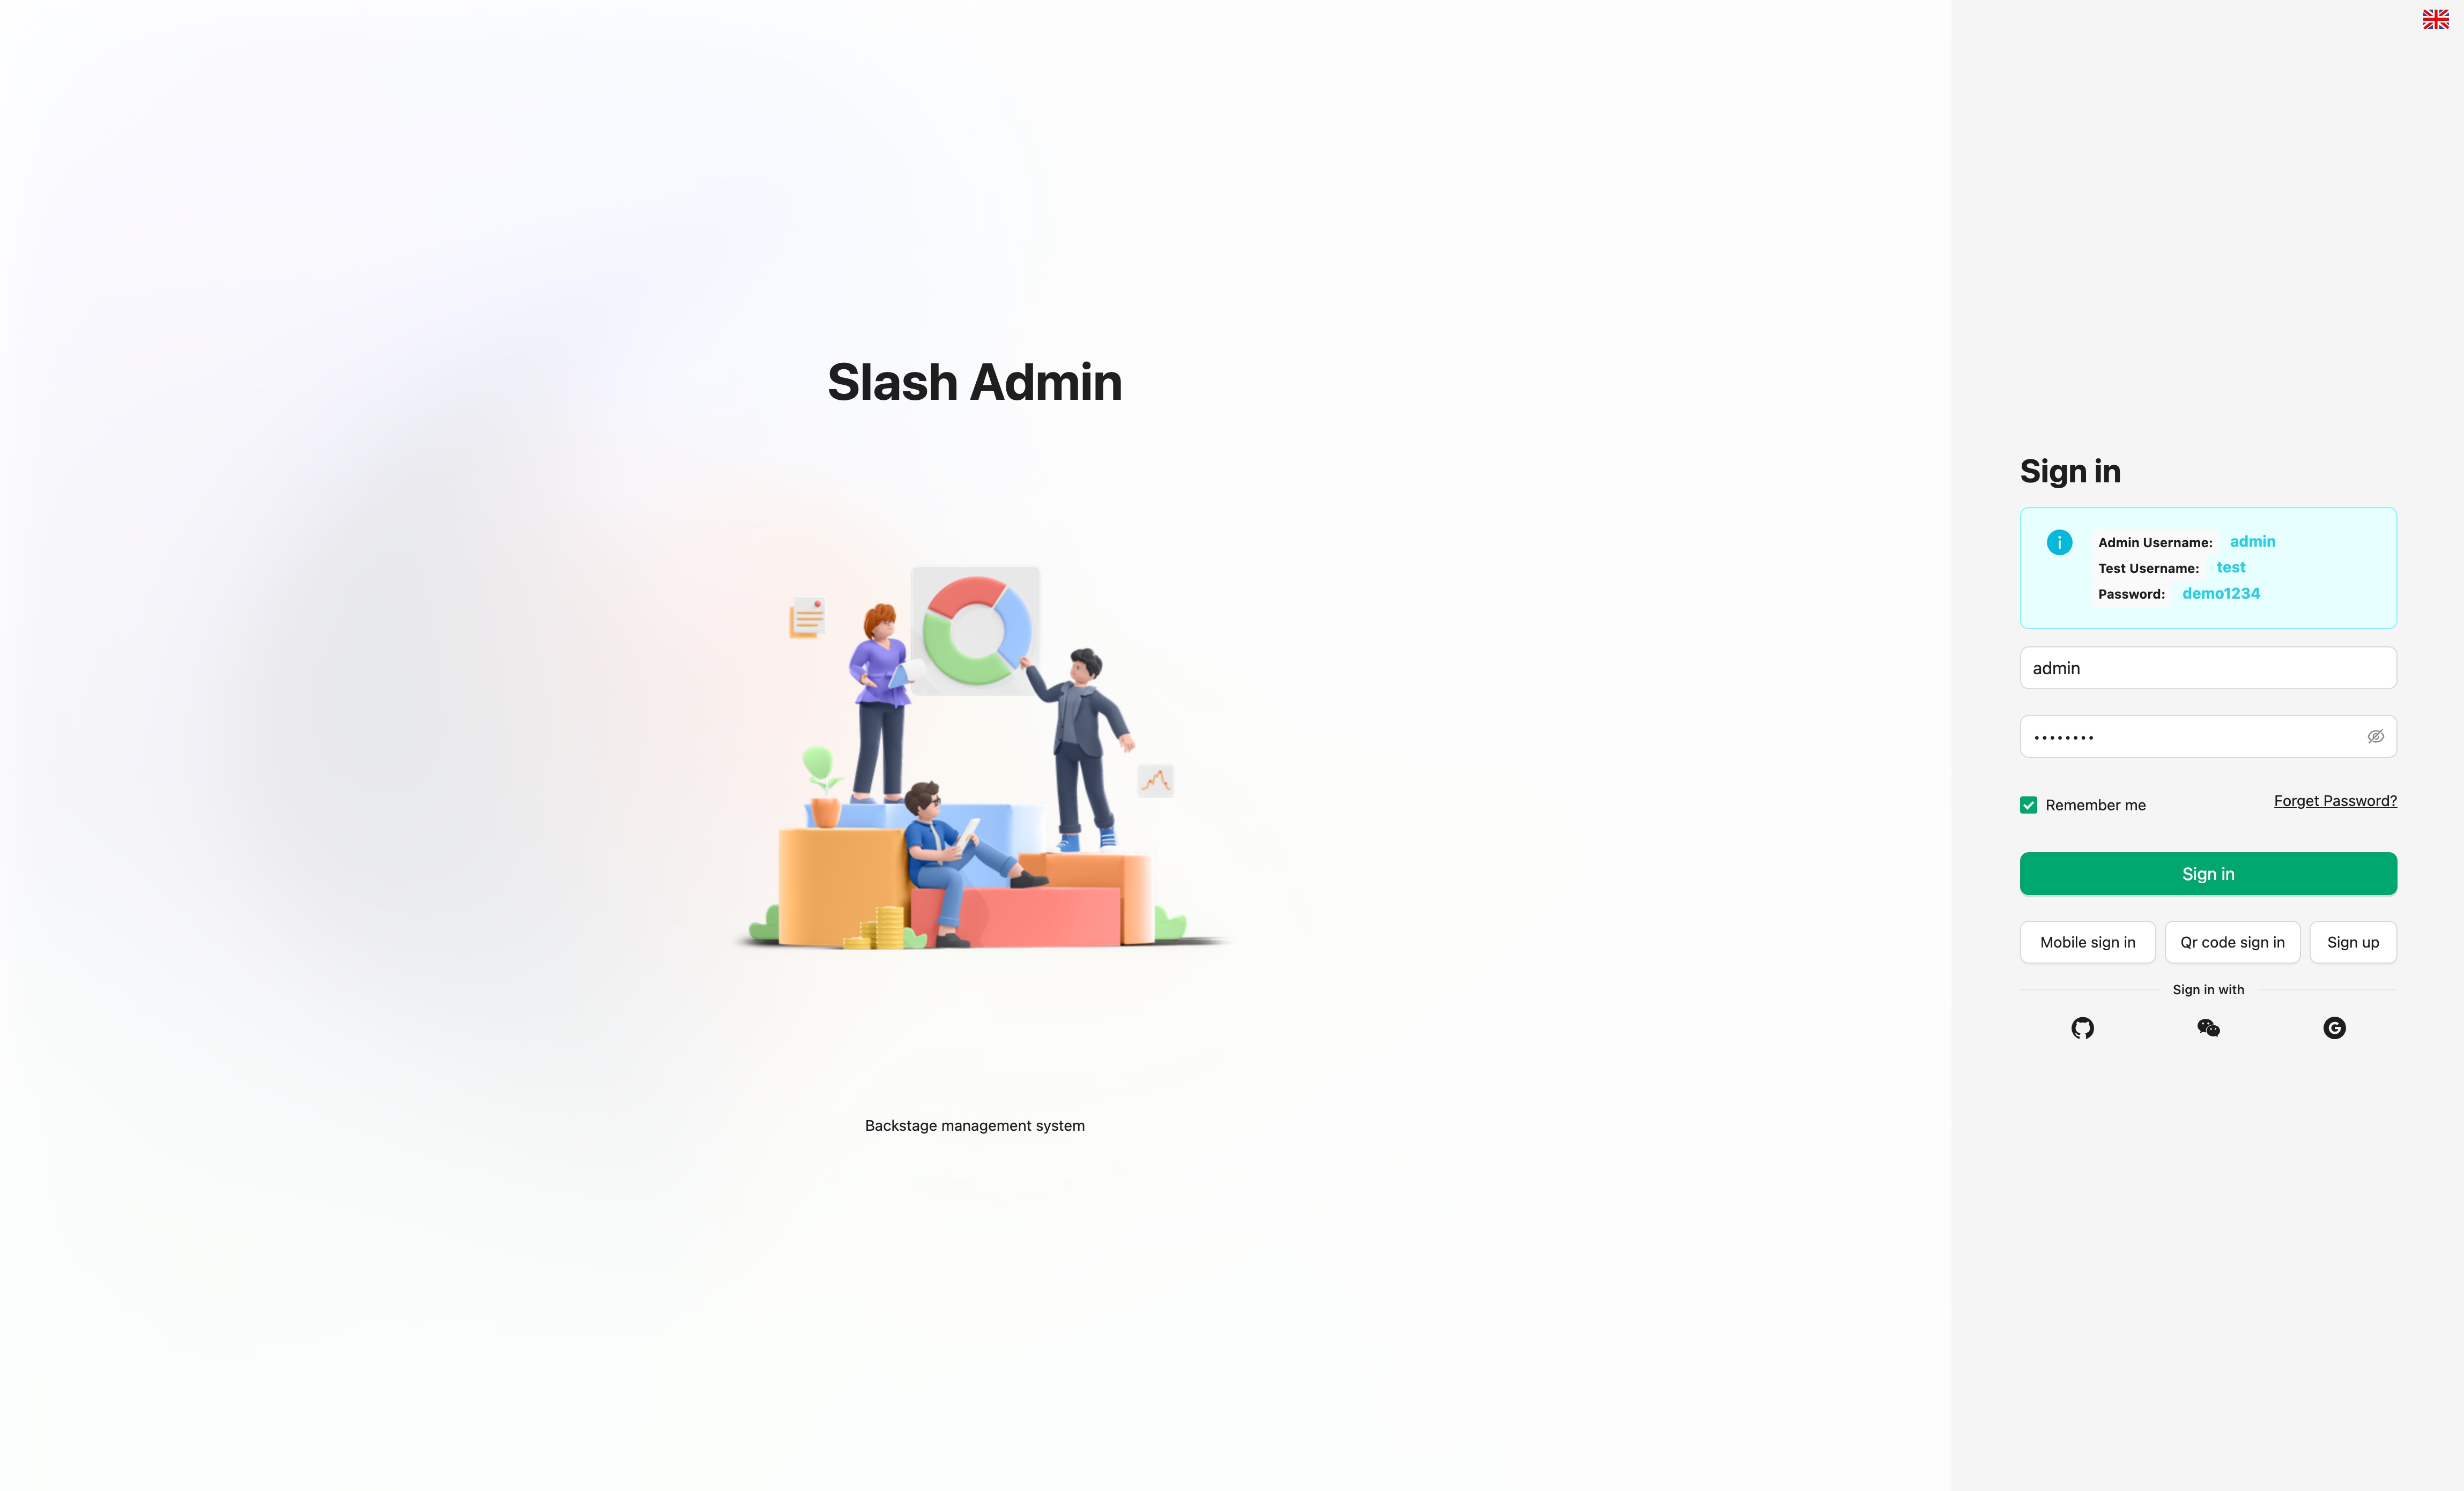 Slash Admin
Backstage management system
Sign in
Admin Username: admin
Test Username: test
Password: demo1234
admin
••••••••
Remember me
Forget Password?
Sign in
Mobile sign in
Qr code sign in
Sign up
Sign in with